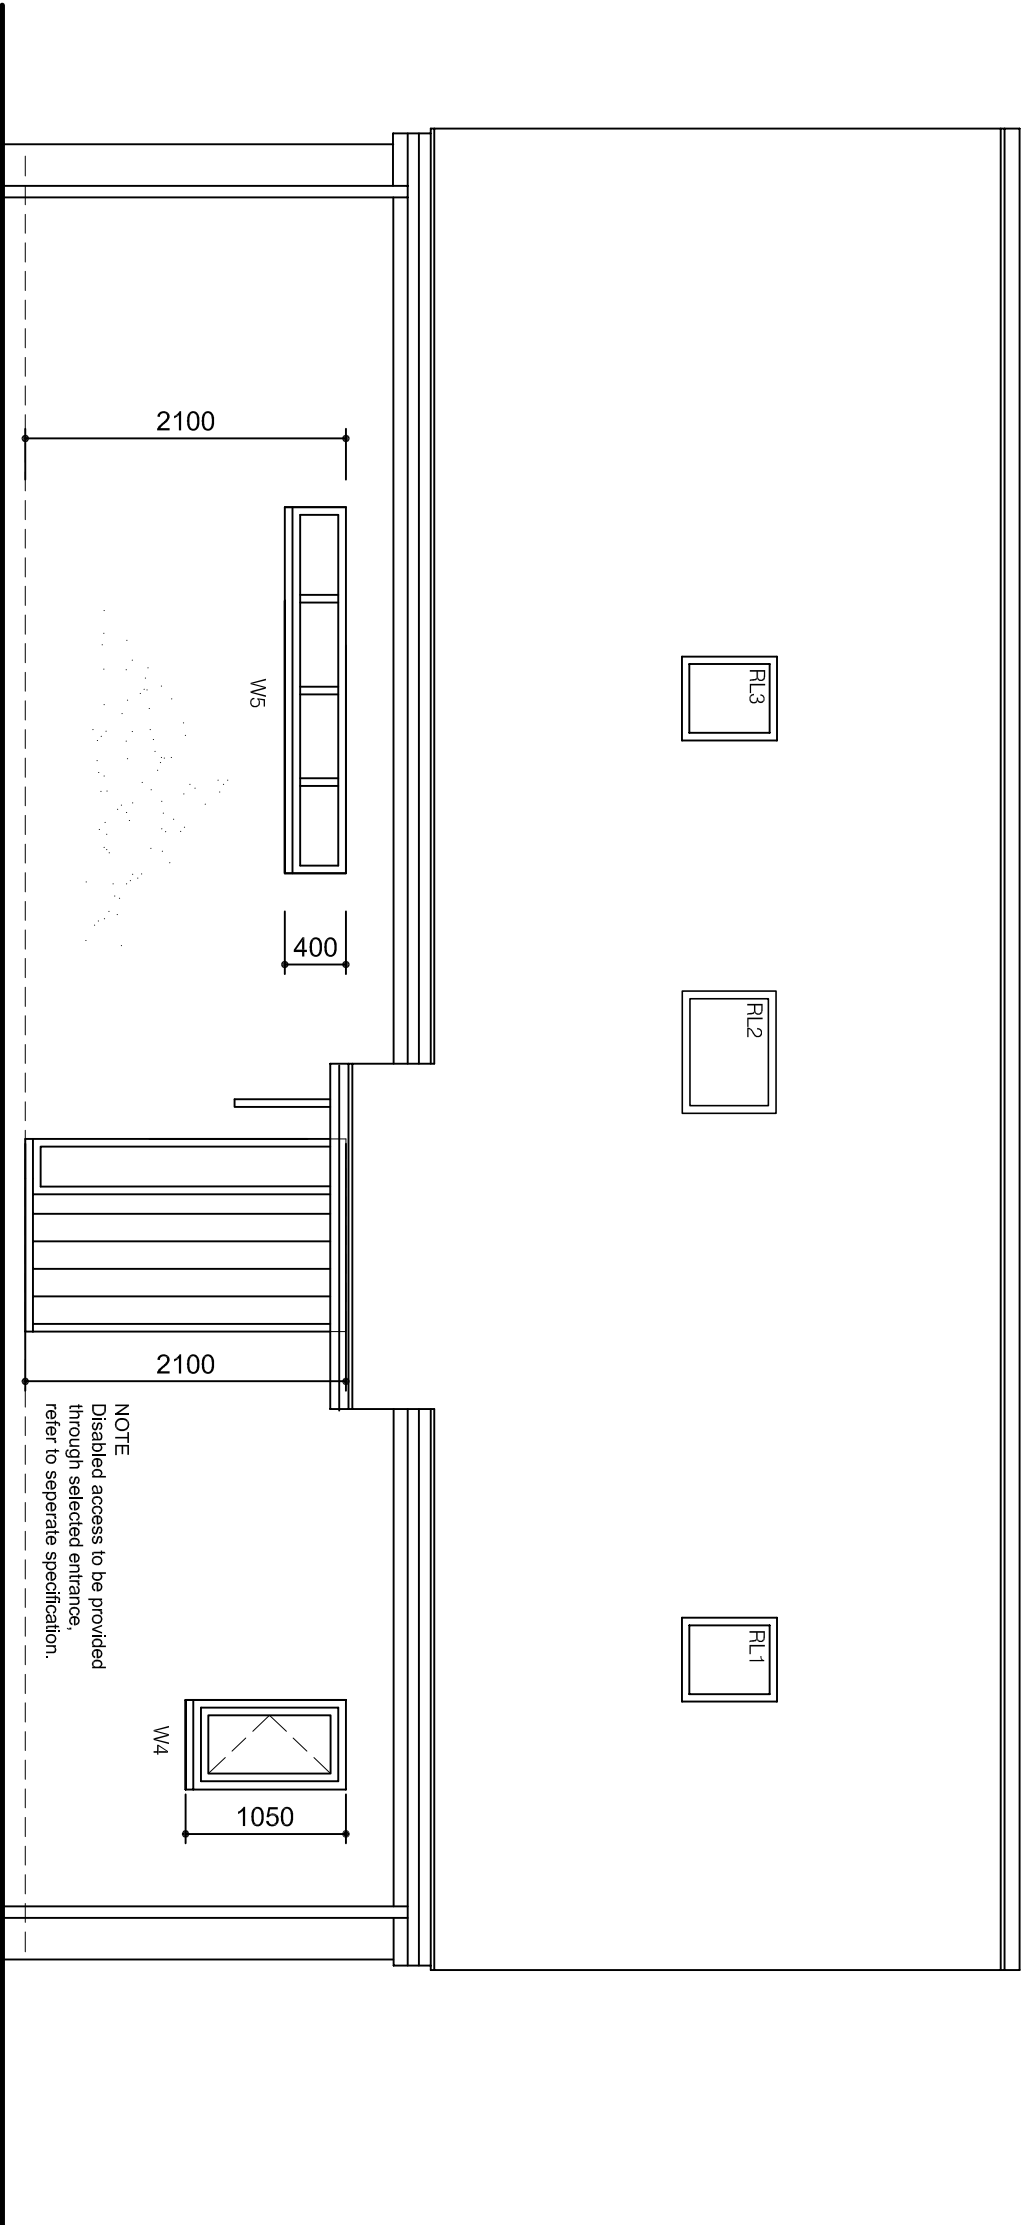 RL3
RL2
RL1
2100
W5
400
2100
NOTE
Disabled access to be provided
through selected entrance,
refer to seperate specification.
W4
1050